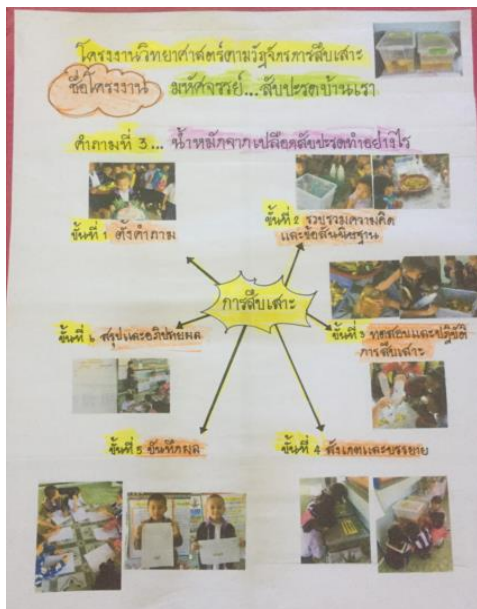 โครงงานวิทยาศาสตร์ตามวัฏจักรการสืบเสาะ
ชื่อโครงงาน มหัศจรรย์...สับปะรดบ้านเรา
คำถามที่ 3... น้ำหมักจากเปลือกสับปะรดทำอย่างไร
ขั้นที่ 1 ตั้งคำถาม
ขั้นที่ 2 รวบรวมความคิด
และข้อสันนิษฐาน
การสืบเสาะ
ขั้นที่ 6 สรุปและอภิปรายผล
ขั้นที่ 3 ทดสอบและปฏิบัติ
การสืบเสาะ
ขั้นที่ 5 บันทึกผล
ขั้นที่ 4 สังเกตและบรรยาย